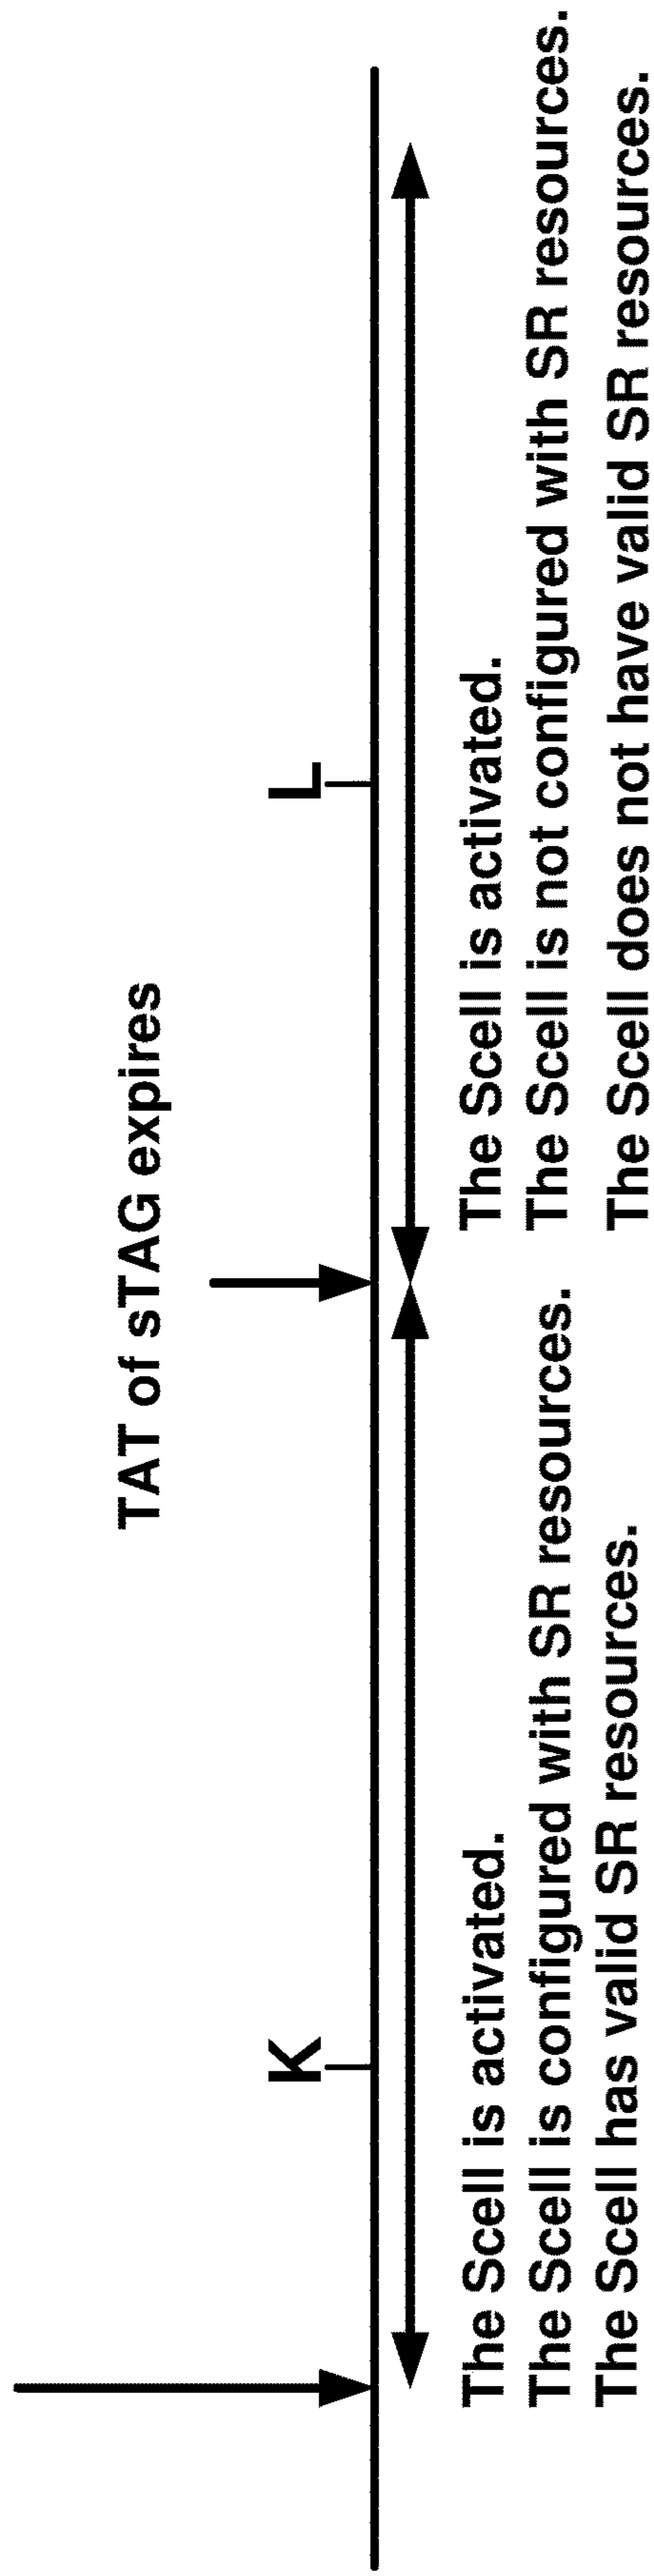 TAT of sTAG expires
K
L
The Scell is activated.
The Scell is configured with SR resources.
The Scell has valid SR resources.
The Scell is activated.
The Scell is not configured with SR resources.
The Scell does not have valid SR resources.